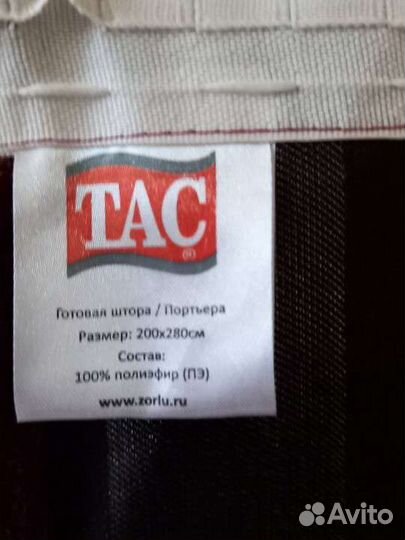 TAC
®
Готовая штора / Портьера
Размер: 200х280см
Состав:
100% полиэфир (ПЭ)
www.zorlu.ru
Avito